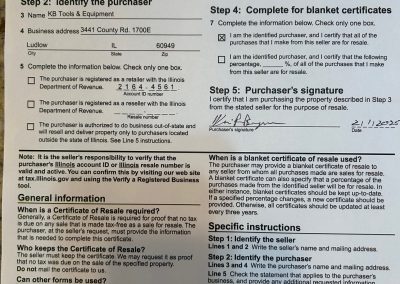 Step 2: Identify the purchaser
3 Name KB Tools & Equipment
4 Business address 3441 County Rd. 1700E
Ludlow IL 60949
City State Zip
5 Complete the information below. Check only one box.
The purchaser is registered as a retailer with the Illinois
Department of Revenue. 2164-4561
Account ID number
The purchaser is registered as a reseller with the Illinois
Department of Revenue.
Resale number
The purchaser is authorized to do business out-of-state and
will resell and deliver property only to purchasers located
outside the state of Illinois. See Line 5 instructions.
Step 4: Complete for blanket certificates
7 Complete the information below. Check only one box.
I am the identified purchaser, and I certify that all of the
purchases that I make from this seller are for resale.
I am the identified purchaser, and I certify that the following
percentage, %, of all of the purchases that I make
from this seller are for resale.
Step 5: Purchaser's signature
I certify that I am purchasing the property described in Step 3
from the stated seller for the purpose of resale.
Purchaser's signature Date
Note: It is the seller's responsibility to verify that the
purchaser's Illinois account ID or Illinois resale number is
valid and active. You can confirm this by visiting our web site
at tax.illinois.gov and using the Verify a Registered Business
tool.
General information
When is a Certificate of Resale required?
Generally, a Certificate of Resale is required for proof that no tax
is due on any sale that is made tax-free as a sale for resale. The
purchaser, at the seller's request, must provide the information
that is needed to complete this certificate.
Who keeps the Certificate of Resale?
The seller must keep the certificate. We may request it as proof
that no tax was due on the sale of the specified property.
Do not mail the certificate to us.
Can other forms be used?
When is a blanket certificate of resale used?
The purchaser may provide a blanket certificate of resale to
any seller from whom all purchases made are sales for resale.
A blanket certificate can also specify that a percentage of the
purchases made from the identified seller will be for resale. In
either instance, blanket certificates should be kept up-to-date.
If a specified percentage changes, a new certificate should be
provided. Otherwise, all certificates should be updated at least
every three years.
Specific instructions
Step 1: Identify the seller
Lines 1 and 2 Write the seller's name and mailing address.
Step 2: Identify the purchaser
Lines 3 and 4 Write the purchaser's name and mailing address.
Line 5 Check the statement that applies to the purchaser's
business, and provide any additional requested information